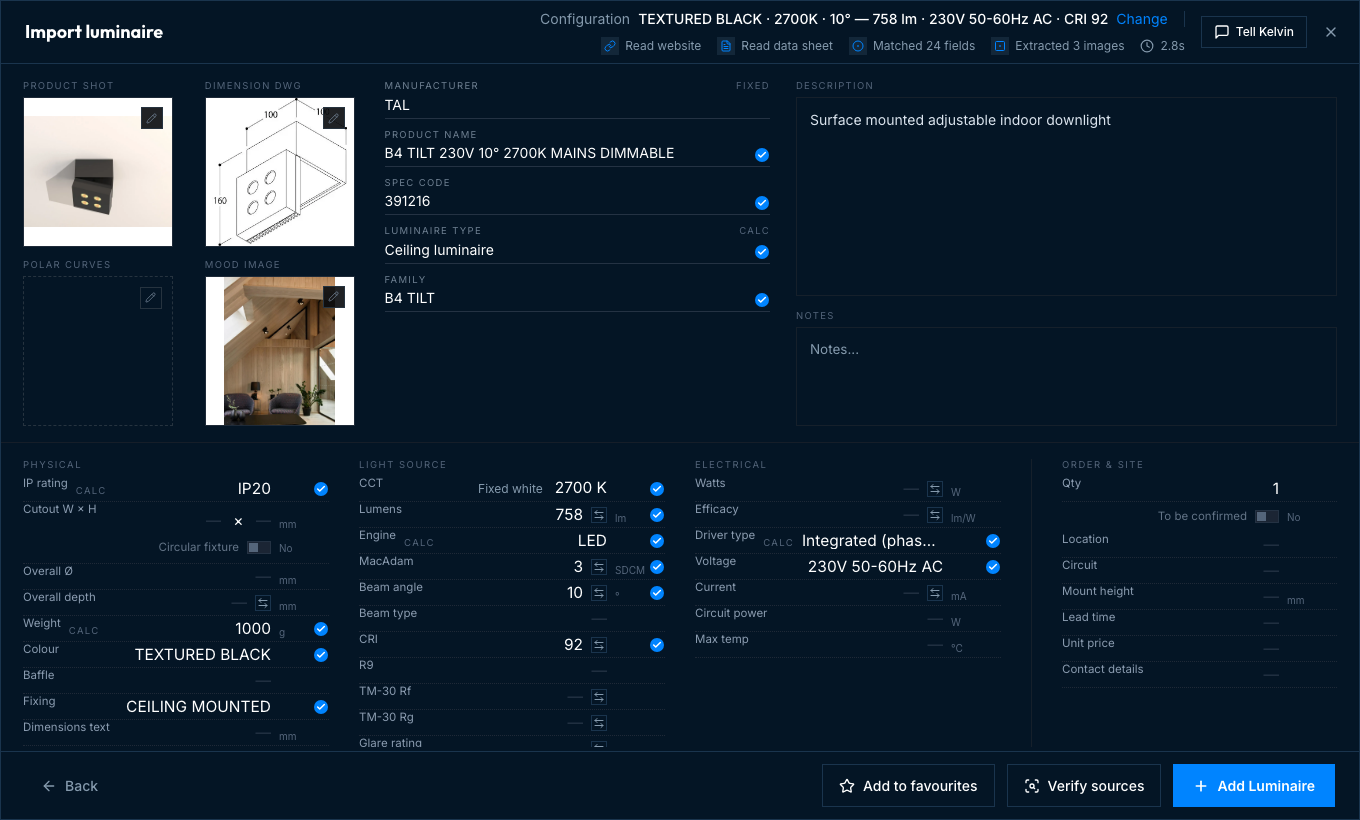 Import luminaire
Configuration TEXTURED BLACK · 2700K · 10° — 758 lm · 230V 50-60Hz AC · CRI 92 Change
Read website Read data sheet Matched 24 fields Extracted 3 images 2.8s
Tell Kelvin
PRODUCT SHOT
DIMENSION DWG
100
160
POLAR CURVES
MOOD IMAGE
MANUFACTURER FIXED
TAL
PRODUCT NAME
B4 TILT 230V 10° 2700K MAINS DIMMABLE
SPEC CODE
391216
LUMINAIRE TYPE CALC
Ceiling luminaire
FAMILY
B4 TILT
DESCRIPTION
Surface mounted adjustable indoor downlight
NOTES
Notes...
PHYSICAL
IP rating CALC IP20
Cutout W × H — × — mm
Circular fixture No
Overall Ø — mm
Overall depth — mm
Weight CALC 1000 g
Colour TEXTURED BLACK
Baffle —
Fixing CEILING MOUNTED
Dimensions text — mm
LIGHT SOURCE
CCT Fixed white 2700 K
Lumens 758 lm
Engine CALC LED
MacAdam 3 SDCM
Beam angle 10 °
Beam type —
CRI 92
R9 —
TM-30 Rf —
TM-30 Rg —
Glare rating
ELECTRICAL
Watts — W
Efficacy — lm/W
Driver type CALC Integrated (phas...
Voltage 230V 50-60Hz AC
Current — mA
Circuit power — W
Max temp — °C
ORDER & SITE
Qty 1
To be confirmed No
Location —
Circuit —
Mount height — mm
Lead time —
Unit price —
Contact details —
Back
Add to favourites
Verify sources
Add Luminaire